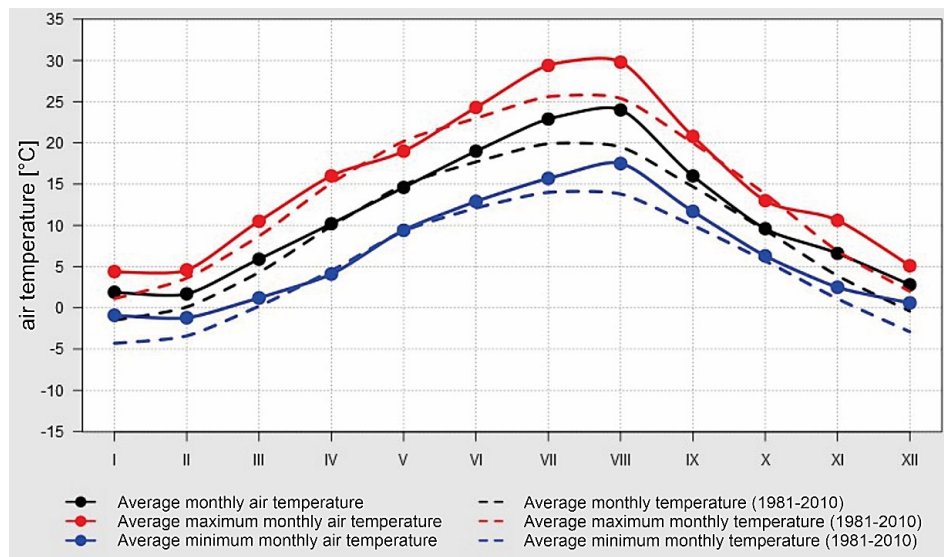 35
30
25
20
15
10
5
0
-5
-10
-15
air temperature [°C]
I II III IV V VI VII VIII IX X XI XII
Average monthly air temperature
Average maximum monthly air temperature
Average minimum monthly air temperature
Average monthly temperature (1981-2010)
Average maximum monthly temperature (1981-2010)
Average minimum monthly temperature (1981-2010)